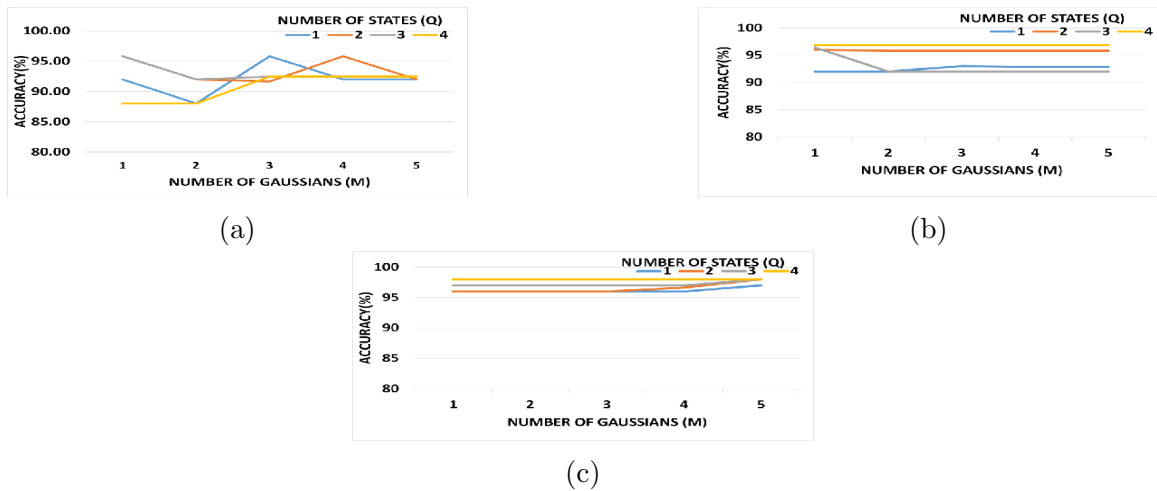 NUMBER OF STATES (Q)
1 2 3 4
100.00
95.00
90.00
85.00
80.00
ACCURACY(%)
1 2 3 4 5
NUMBER OF GAUSSIANS (M)
(a)
NUMBER OF STATES (Q)
1 2 3 4
100
95
90
85
80
ACCURACY(%)
1 2 3 4 5
NUMBER OF GAUSSIANS (M)
(b)
NUMBER OF STATES (Q)
1 2 3 4
100
95
90
85
80
ACCURACY(%)
1 2 3 4 5
NUMBER OF GAUSSIANS (M)
(c)